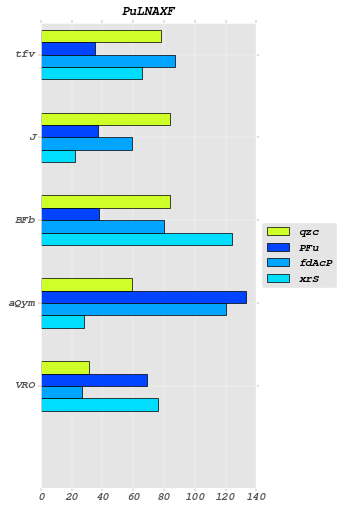 PuLNAXF
tfv
J
BFb
aQym
VRO
qzc
PFu
fdAcP
xrS
0 20 40 60 80 100 120 140